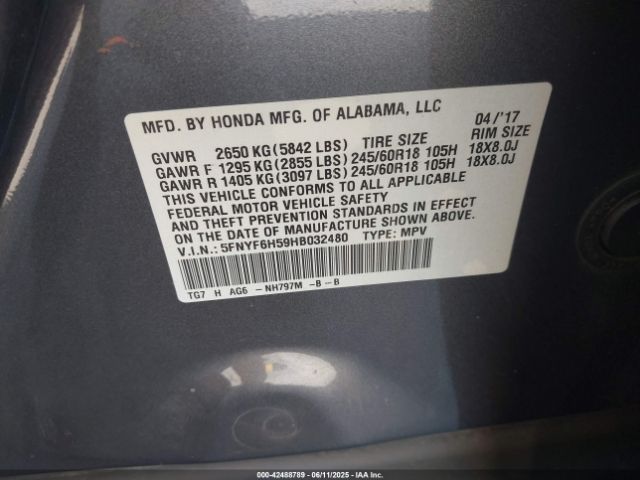 MFD. BY HONDA MFG. OF ALABAMA, LLC 04/'17
GVWR 2650 KG (5842 LBS) TIRE SIZE RIM SIZE
GAWR F 1295 KG (2855 LBS) 245/60R18 105H 18X8.0J
GAWR R 1405 KG (3097 LBS) 245/60R18 105H 18X8.0J
THIS VEHICLE CONFORMS TO ALL APPLICABLE
FEDERAL MOTOR VEHICLE SAFETY
AND THEFT PREVENTION STANDARDS IN EFFECT
ON THE DATE OF MANUFACTURE SHOWN ABOVE.
V.I.N.: 5FNYF6H59HB032480 TYPE: MPV
TG7 H AG6 - NH797M -B - B
000-42488789 - 06/11/2025 - IAA Inc.